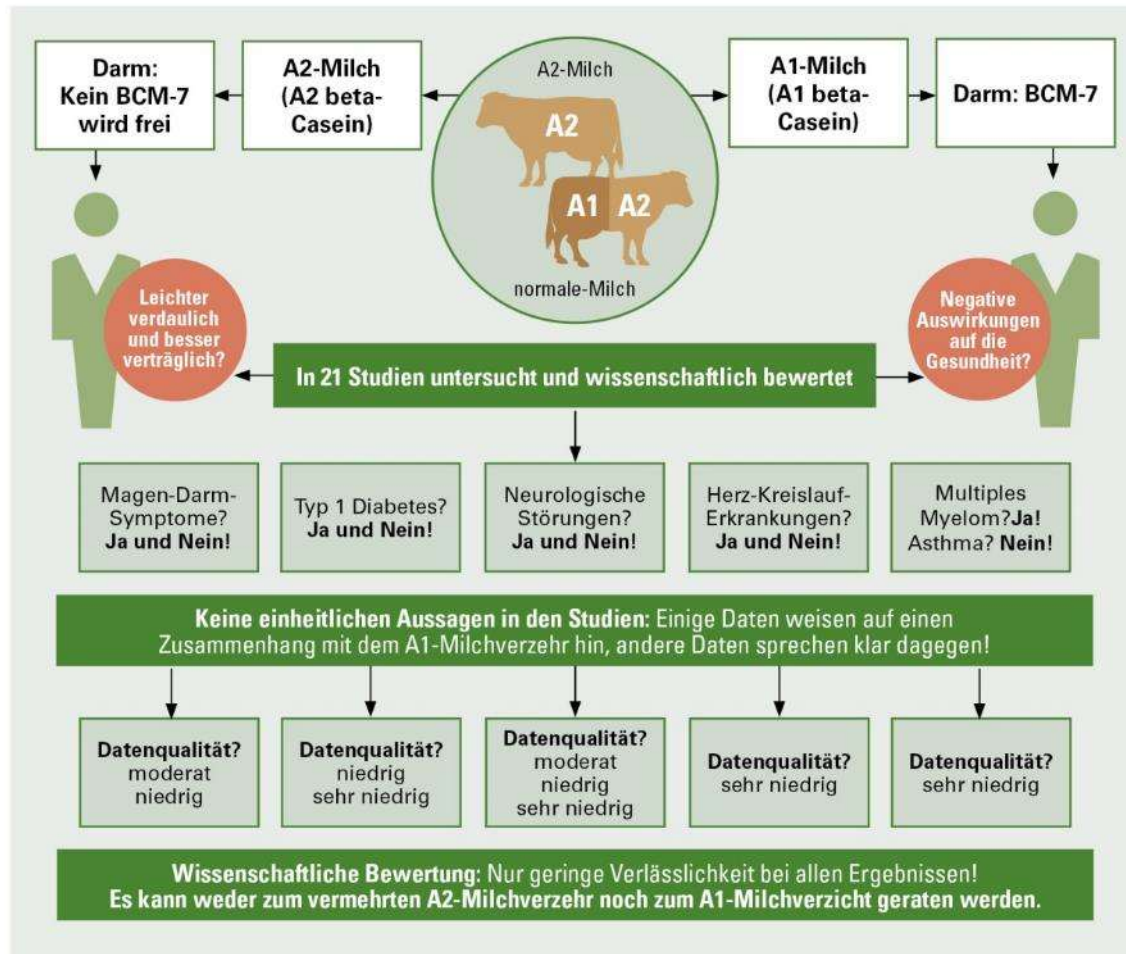 Darm:
Kein BCM-7
wird frei
A2-Milch
(A2 beta-
Casein)
A2-Milch
A2
A1 A2
normale-Milch
A1-Milch
(A1 beta-
Casein)
Darm: BCM-7
Leichter
verdaulich
und besser
verträglich?
Negative
Auswirkungen
auf die
Gesundheit?
In 21 Studien untersucht und wissenschaftlich bewertet
Magen-Darm-
Symptome?
Ja und Nein!
Typ 1 Diabetes?
Ja und Nein!
Neurologische
Störungen?
Ja und Nein!
Herz-Kreislauf-
Erkrankungen?
Ja und Nein!
Multiples
Myelom?Ja!
Asthma? Nein!
Keine einheitlichen Aussagen in den Studien: Einige Daten weisen auf einen
Zusammenhang mit dem A1-Milchverzehr hin, andere Daten sprechen klar dagegen!
Datenqualität?
moderat
niedrig
Datenqualität?
niedrig
sehr niedrig
Datenqualität?
moderat
niedrig
sehr niedrig
Datenqualität?
sehr niedrig
Datenqualität?
sehr niedrig
Wissenschaftliche Bewertung: Nur geringe Verlässlichkeit bei allen Ergebnissen!
Es kann weder zum vermehrten A2-Milchverzehr noch zum A1-Milchverzicht geraten werden.